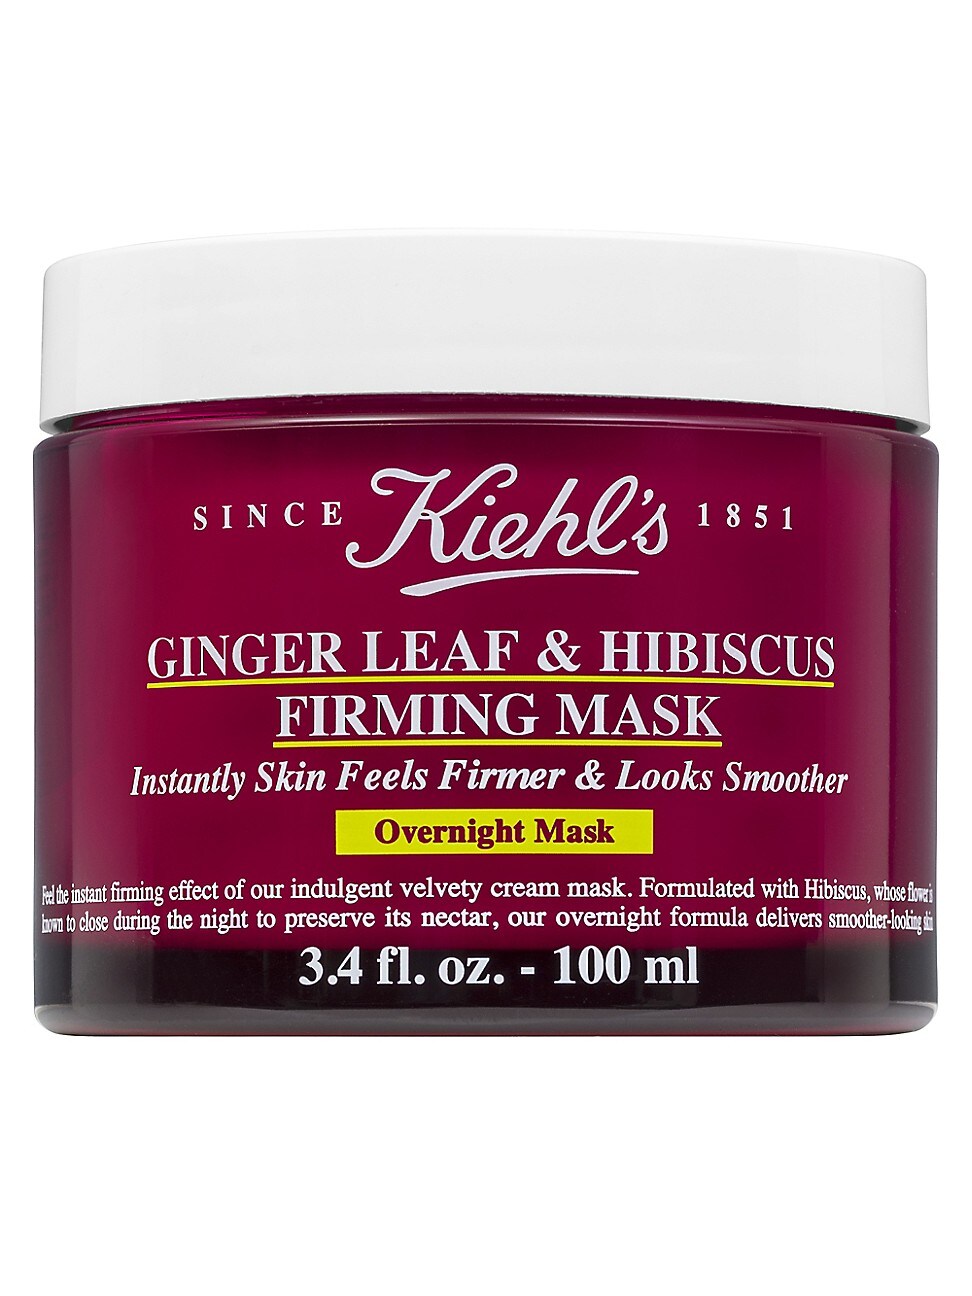 SINCE Kiehl's 1851
GINGER LEAF & HIBISCUS
FIRMING MASK
Instantly Skin Feels Firmer & Looks Smoother
Overnight Mask
Feel the instant firming effect of our indulgent velvety cream mask. Formulated with Hibiscus, whose flower is
known to close during the night to preserve its nectar, our overnight formula delivers smoother-looking skin
3.4 fl. oz. - 100 ml